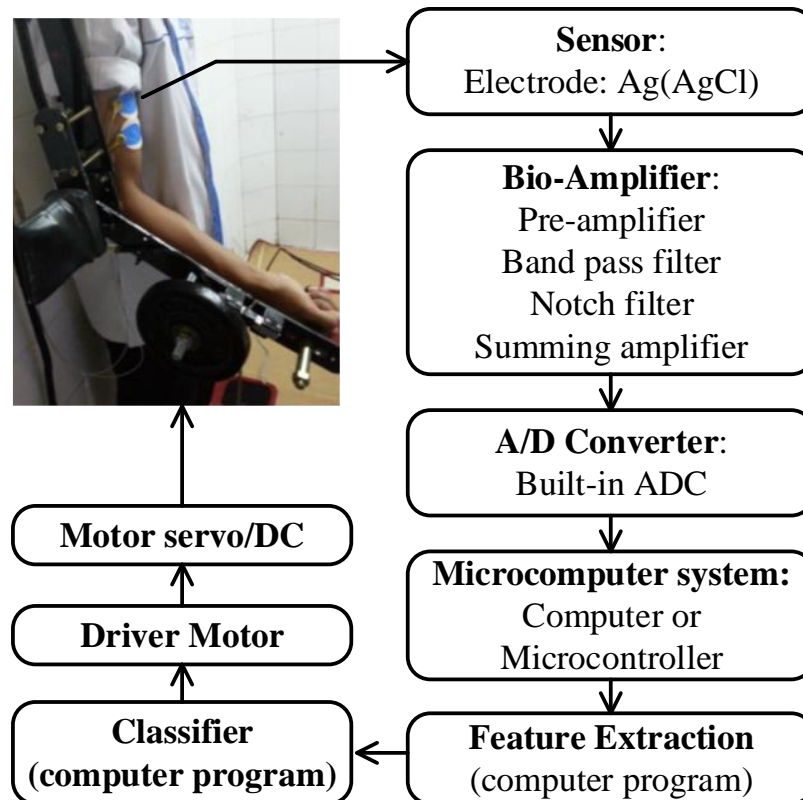 Sensor:
Electrode: Ag(AgCl)
Bio-Amplifier:
Pre-amplifier
Band pass filter
Notch filter
Summing amplifier
A/D Converter:
Built-in ADC
Microcomputer system:
Computer or
Microcontroller
Feature Extraction
(computer program)
Classifier
(computer program)
Driver Motor
Motor servo/DC